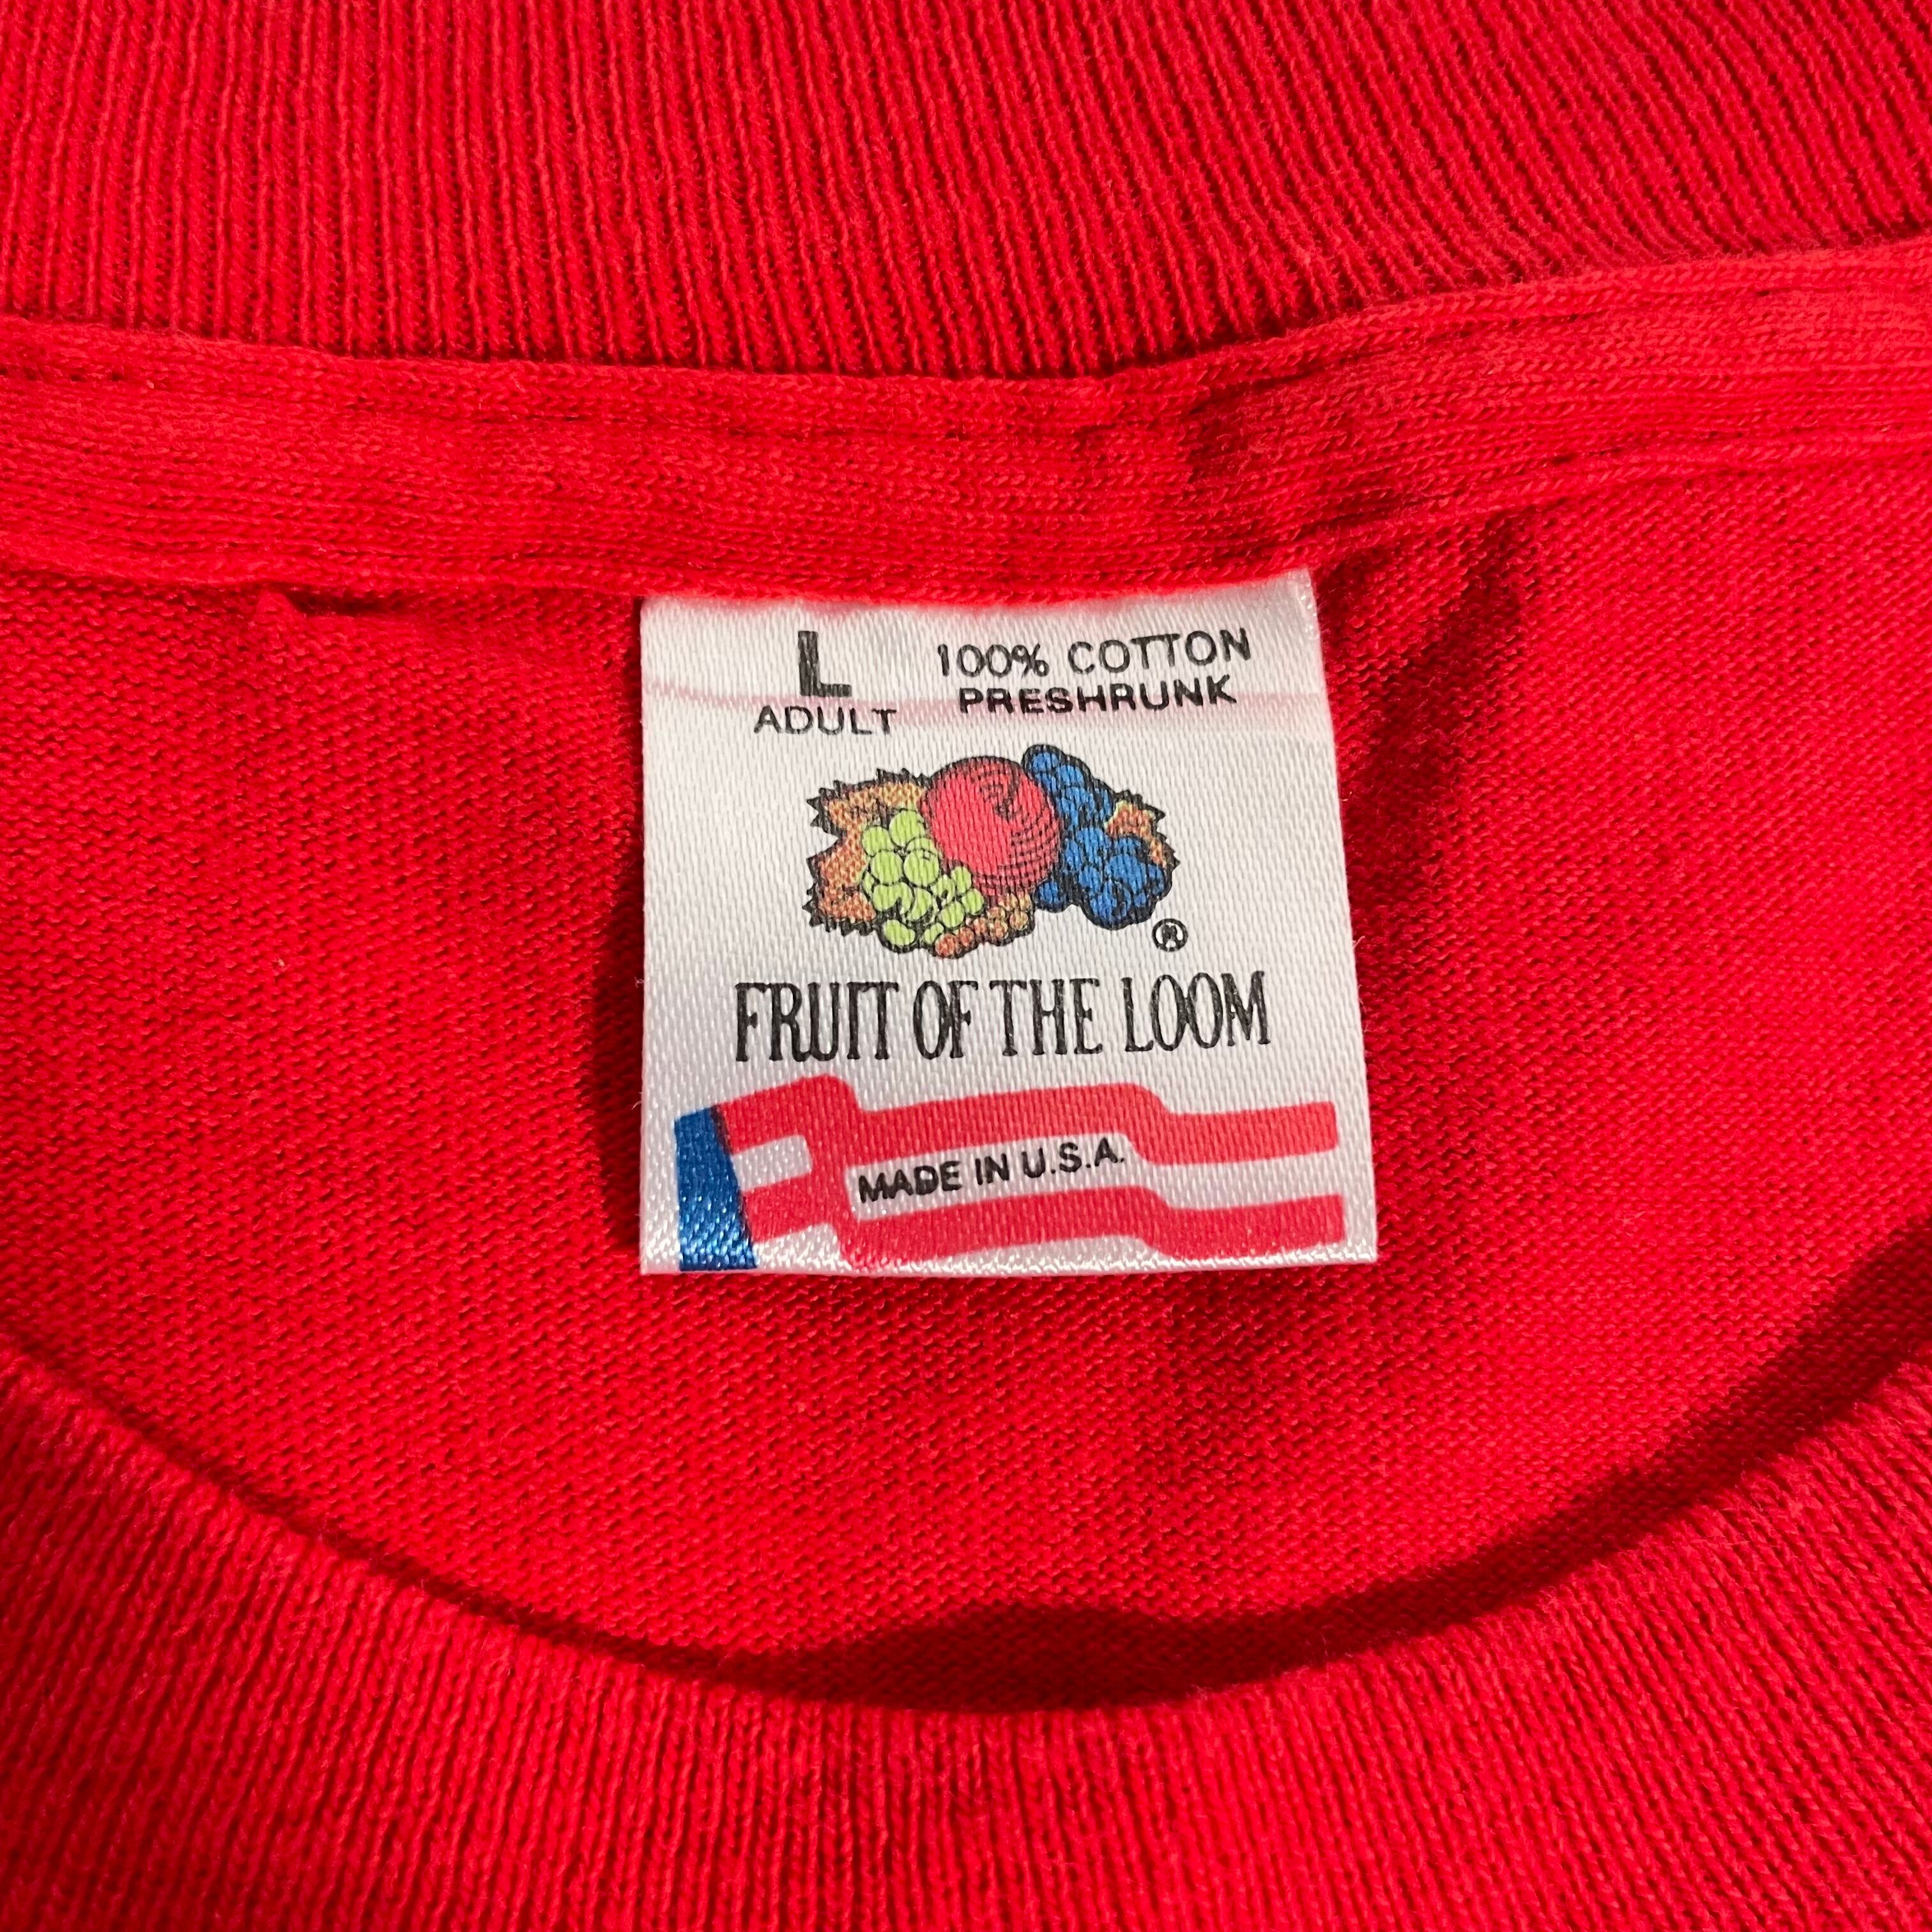 L 100% COTTON
ADULT PRESHRUNK
®
FRUIT OF THE LOOM
MADE IN U.S.A.